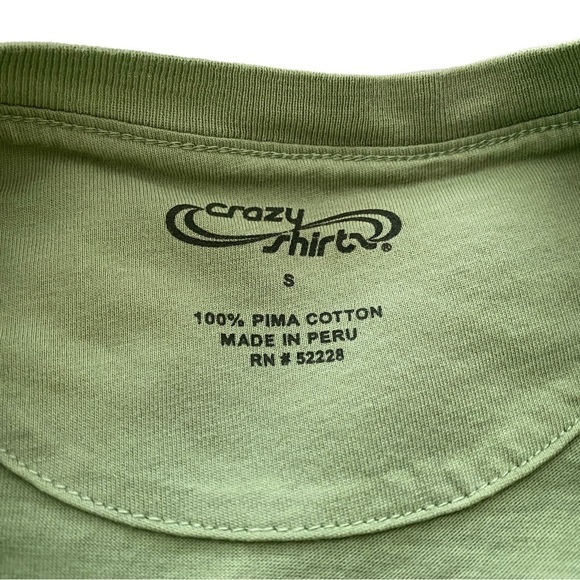 crazy
shirts®
S
100% PIMA COTTON
MADE IN PERU
RN # 52228